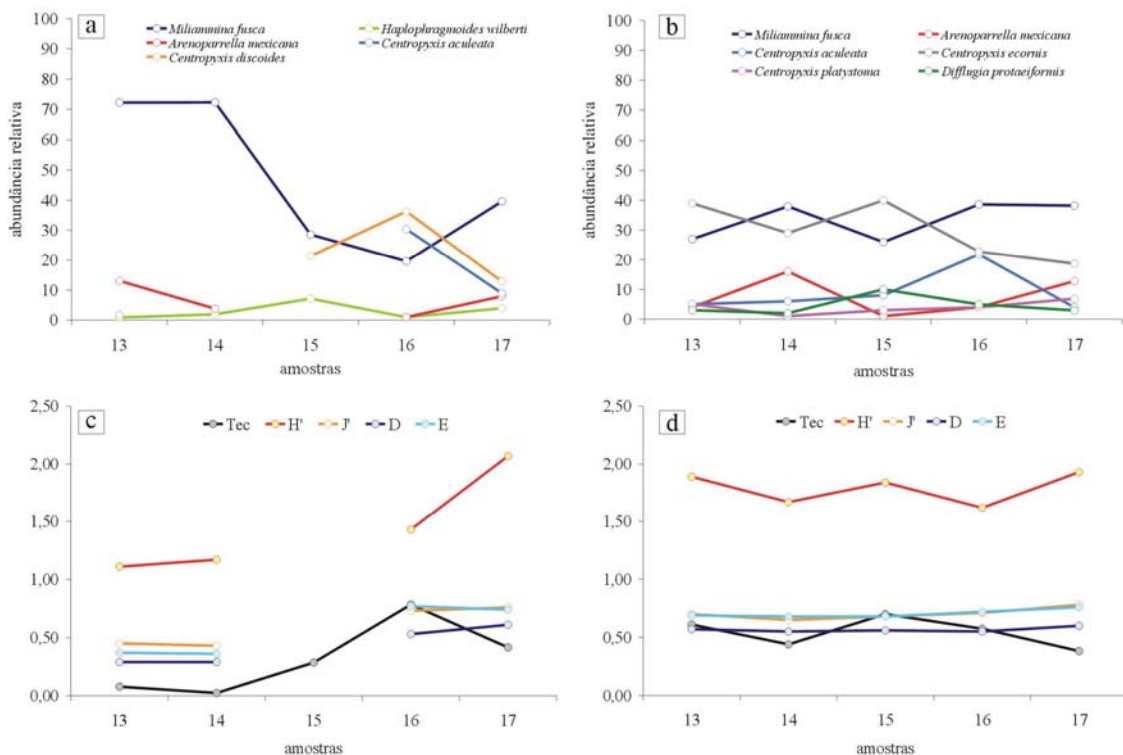 a
Miliammina fusca
Haplophragmoides wilberti
Arenoparrella mexicana
Centropyxis aculeata
Centropyxis discoides
abundância relativa
100
90
80
70
60
50
40
30
20
10
0
13 14 15 16 17
amostras
b
Miliammina fusca
Arenoparrella mexicana
Centropyxis aculeata
Centropyxis ecornis
Centropyxis platystoma
Difflugia protaeiformis
abundância relativa
100
90
80
70
60
50
40
30
20
10
0
13 14 15 16 17
amostras
c
Tec H' J' D E
2,50
2,00
1,50
1,00
0,50
0,00
13 14 15 16 17
amostras
d
Tec H' J' D E
2,50
2,00
1,50
1,00
0,50
0,00
13 14 15 16 17
amostras